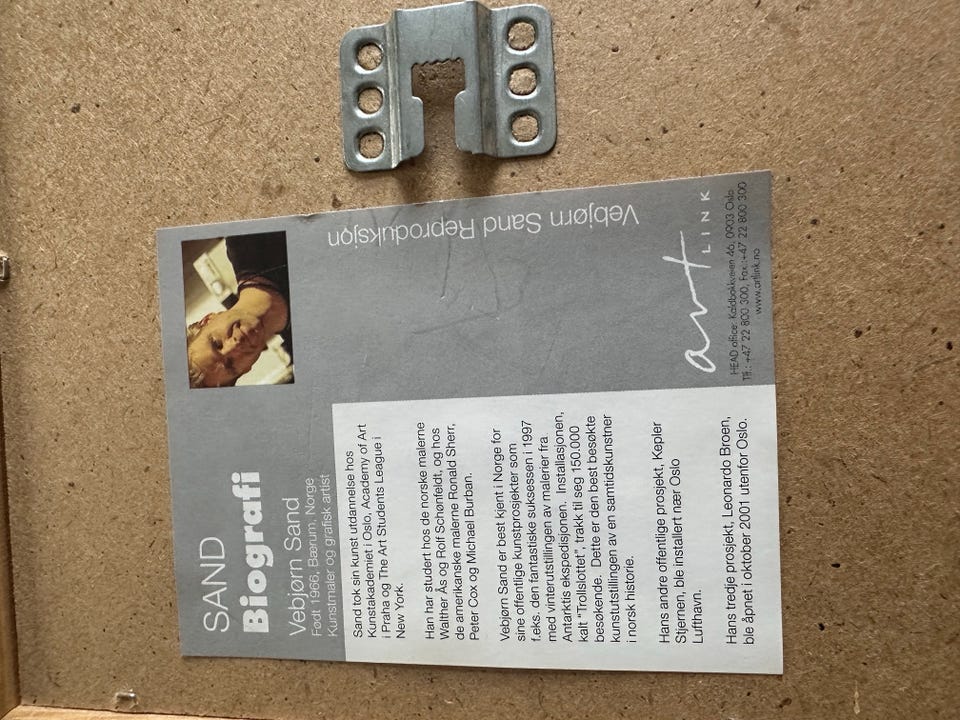 SAND
Biografi
Vebjørn Sand
Født 1966, Bærum, Norge
Kunstmaler og grafisk artist
Sand tok sin kunst utdannelse hos
Kunstakademiet i Oslo, Academy of Art
i Praha og The Art Students League i
New York.
Han har studert hos de norske malerne
Walther Ås og Rolf Schønfeldt, og hos
de amerikanske malerne Ronald Sherr,
Peter Cox og Michael Burban.
Vebjørn Sand er best kjent i Norge for
sine offentlige kunstprosjekter som
f.eks. den fantastiske suksessen i 1997
med vinterutstillingen av malerier fra
Antarktis ekspedisjonen. Installasjonen,
kalt "Trollslottet", trakk til seg 150.000
besøkende. Dette er den best besøkte
kunstutstillingen av en samtidskunstner
i norsk historie.
Hans andre offentlige prosjekt, Kepler
Stjernen, ble installert nær Oslo
Lufthavn.
Hans tredje prosjekt, Leonardo Broen,
ble åpnet i oktober 2001 utenfor Oslo.
Vebjørn Sand Reproduksjon
art LINK
HEAD office: Kaldbakkveien 46, 0903 Oslo
Tlf.: +47 22 800 300, Fax.:+47 22 800 300
www.artlink.no